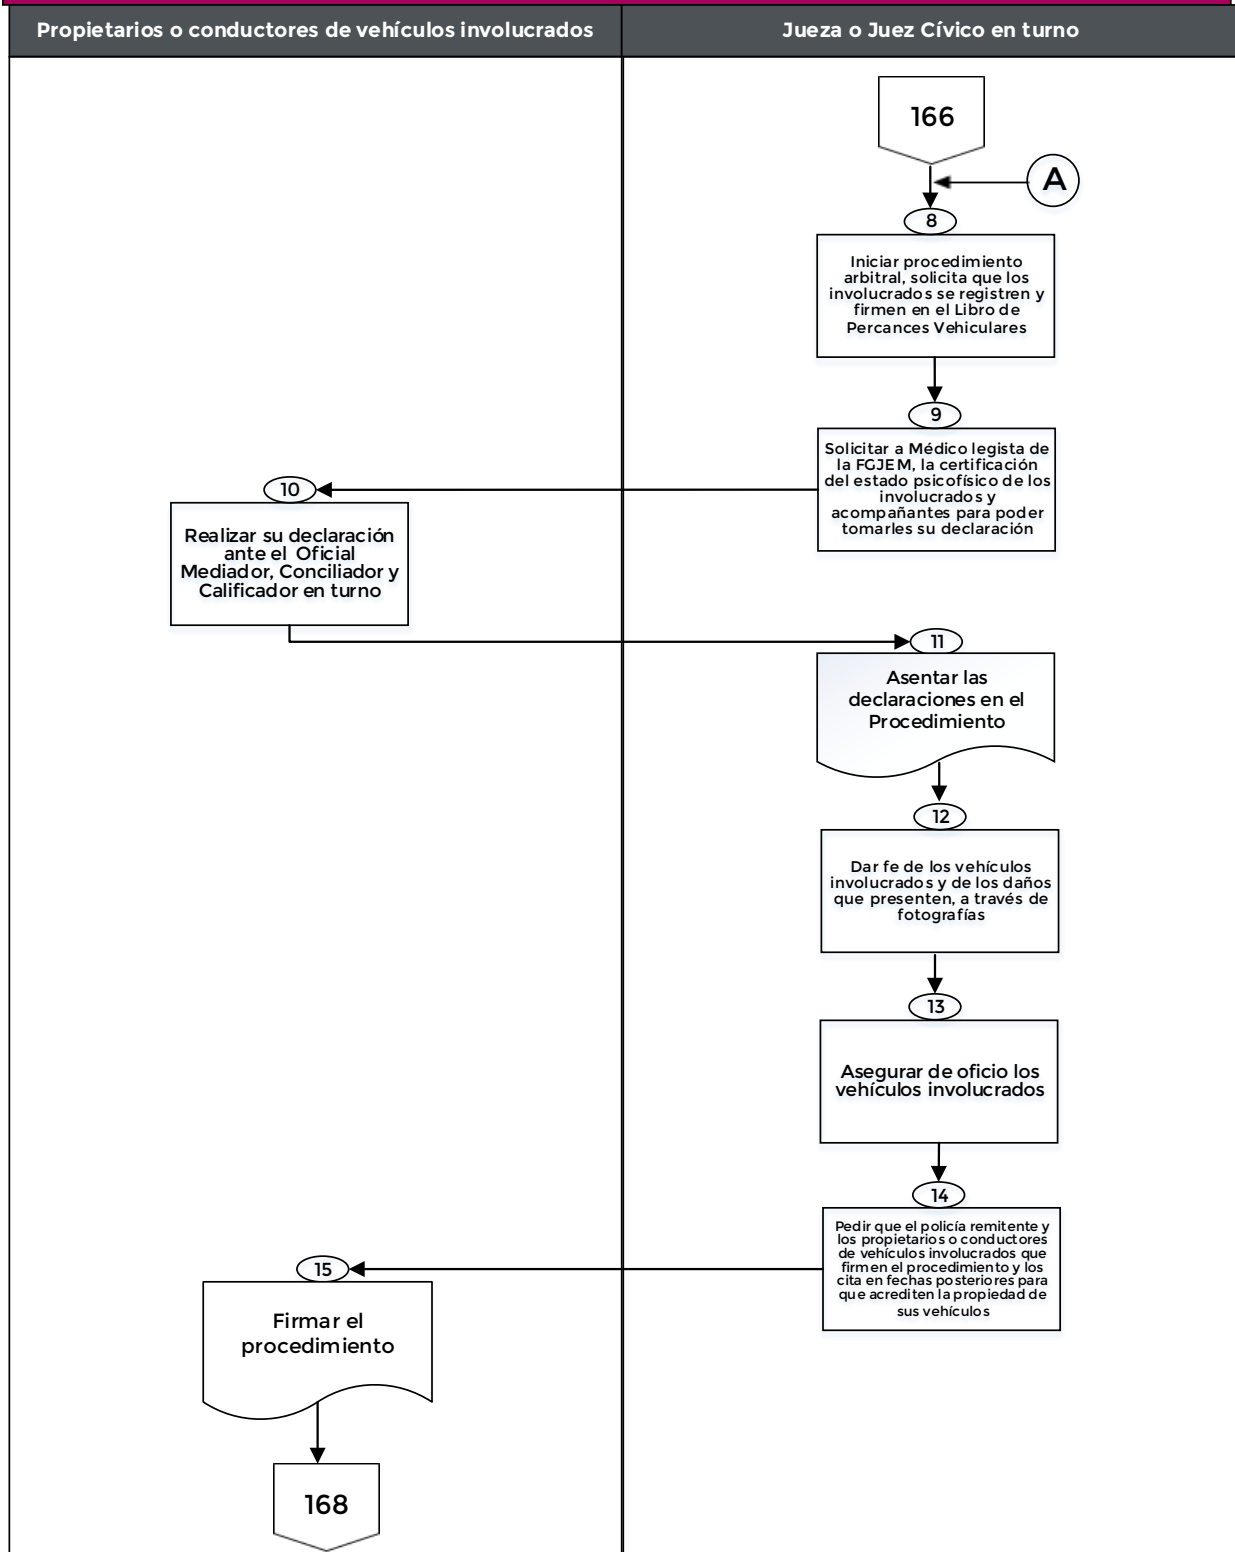 Propietarios o conductores de vehículos involucrados
Jueza o Juez Cívico en turno
166
A
8
Iniciar procedimiento
arbitral, solicita que los
involucrados se registren y
firmen en el Libro de
Percances Vehiculares
9
Solicitar a Médico legista de
la FGJEM, la certificación
del estado psicofísico de los
involucrados y
acompañantes para poder
tomarles su declaración
10
Realizar su declaración
ante el Oficial
Mediador, Conciliador y
Calificador en turno
11
Asentar las
declaraciones en el
Procedimiento
12
Dar fe de los vehículos
involucrados y de los daños
que presenten, a través de
fotografías
13
Asegurar de oficio los
vehículos involucrados
14
Pedir que el policía remitente y
los propietarios o conductores
de vehículos involucrados que
firmen el procedimiento y los
cita en fechas posteriores para
que acrediten la propiedad de
sus vehículos
15
Firmar el
procedimiento
168